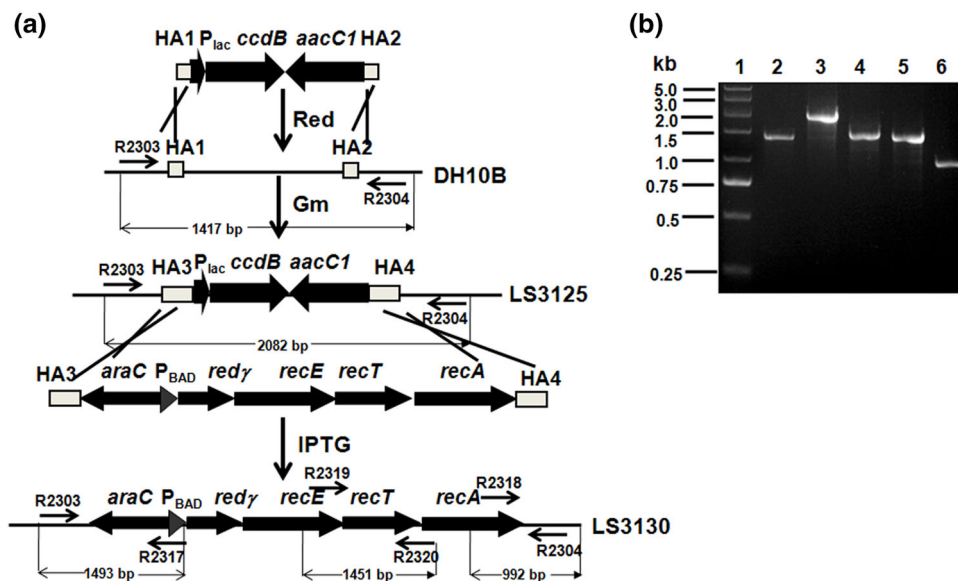 (a)
HA1 Plac ccdB aacC1 HA2
Red
R2303 HA1 HA2
DH10B
R2304
Gm
1417 bp
R2303 HA3 Plac ccdB aacC1 HA4
LS3125
R2304
2082 bp
HA3 araC PBAD redγ recE recT recA HA4
IPTG
R2319 R2318
R2303 araC PBAD redγ recE recT recA
LS3130
R2317 R2320 R2304
1493 bp 1451 bp 992 bp
(b)
kb 1 2 3 4 5 6
5.0
3.0
2.0
1.5
1.0
0.75
0.5
0.25